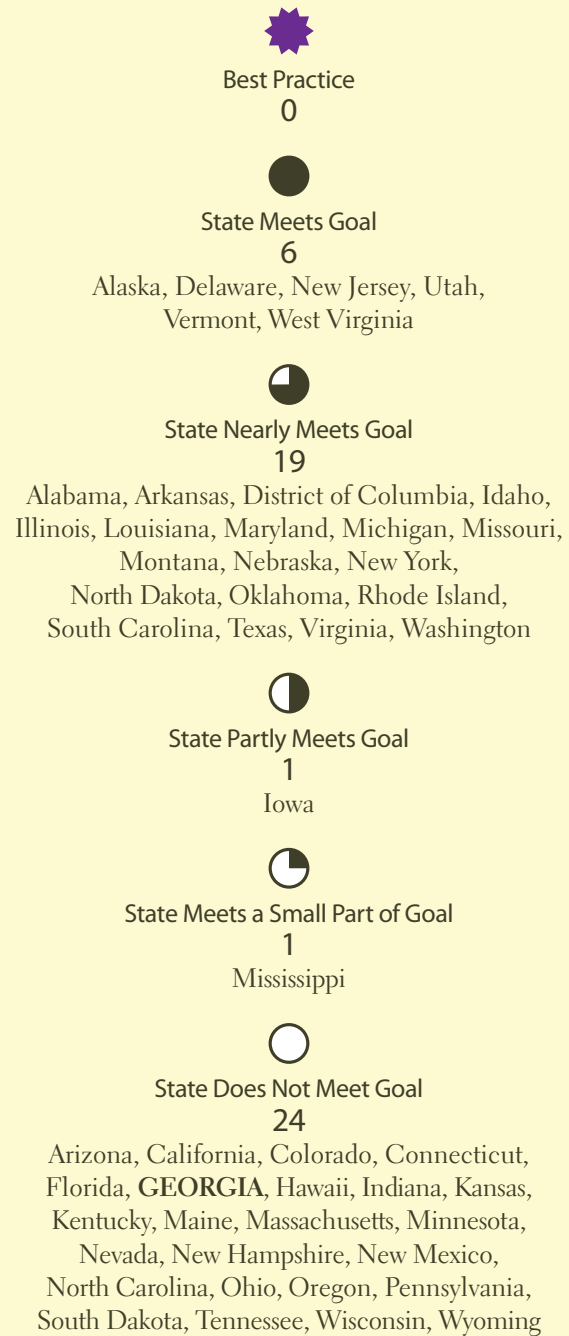 Best Practice
0
State Meets Goal
6
Alaska, Delaware, New Jersey, Utah,
Vermont, West Virginia
State Nearly Meets Goal
19
Alabama, Arkansas, District of Columbia, Idaho,
Illinois, Louisiana, Maryland, Michigan, Missouri,
Montana, Nebraska, New York,
North Dakota, Oklahoma, Rhode Island,
South Carolina, Texas, Virginia, Washington
State Partly Meets Goal
1
Iowa
State Meets a Small Part of Goal
1
Mississippi
State Does Not Meet Goal
24
Arizona, California, Colorado, Connecticut,
Florida, GEORGIA, Hawaii, Indiana, Kansas,
Kentucky, Maine, Massachusetts, Minnesota,
Nevada, New Hampshire, New Mexico,
North Carolina, Ohio, Oregon, Pennsylvania,
South Dakota, Tennessee, Wisconsin, Wyoming